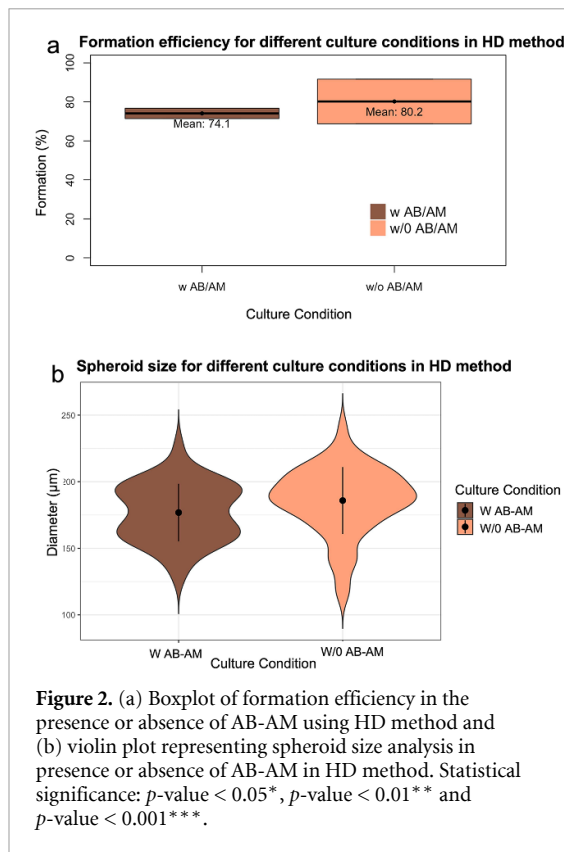 a
Formation efficiency for different culture conditions in HD method
100
80
60
40
20
0
Formation (%)
Mean: 74.1
Mean: 80.2
w AB/AM
w/0 AB/AM
w AB/AM
w/o AB/AM
Culture Condition
b
Spheroid size for different culture conditions in HD method
250
200
150
100
Diameter (μm)
Culture Condition
W AB-AM
W/0 AB-AM
W AB-AM
W/0 AB-AM
Culture Condition
Figure 2. (a) Boxplot of formation efficiency in the
presence or absence of AB-AM using HD method and
(b) violin plot representing spheroid size analysis in
presence or absence of AB-AM in HD method. Statistical
significance: p-value < 0.05*, p-value < 0.01** and
p-value < 0.001***.